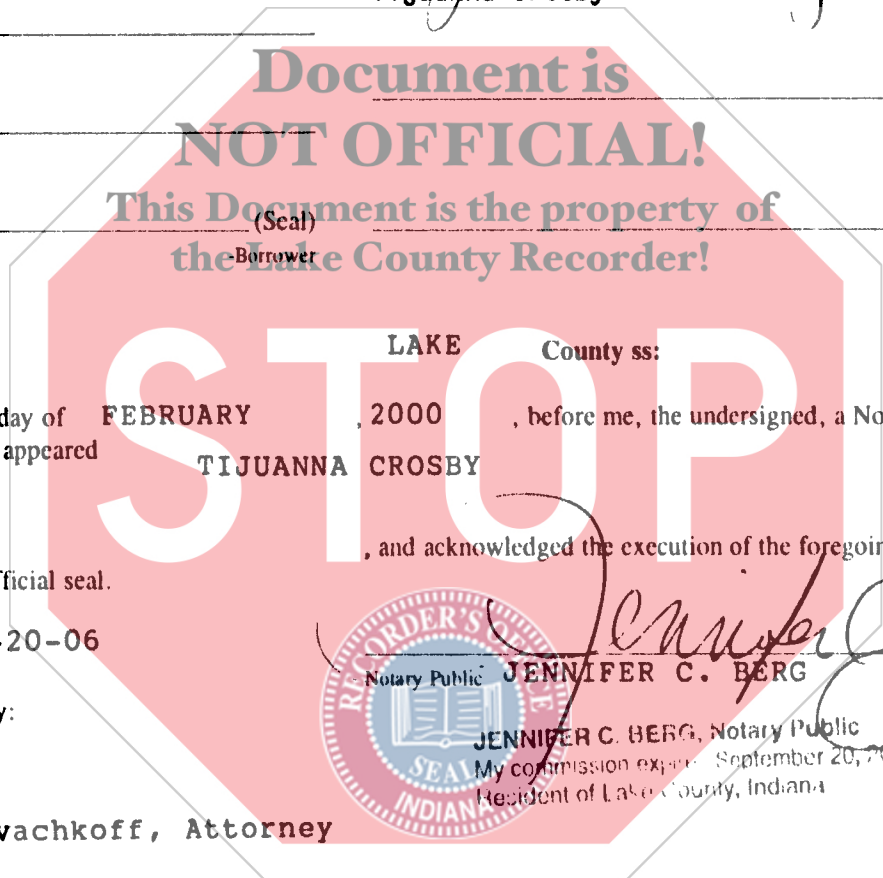 Document is
NOT OFFICIAL!
This Document is the property of
the Lake County Recorder!
(Seal)
-Borrower
STOP
LAKE County ss:
day of FEBRUARY , 2000 , before me, the undersigned, a No
appeared
TIJUANNA CROSBY
, and acknowledged the execution of the foregoin
ficial seal.
Jennifer C
-20-06
Notary Public JENNIFER C. BERG
y:
JENNIFER C. BERG, Notary Public
My commission September 20,
Resident of Lake County, Indiana
RECORDER'S OFFICE
SEAL
INDIANA
vachkoff, Attorney